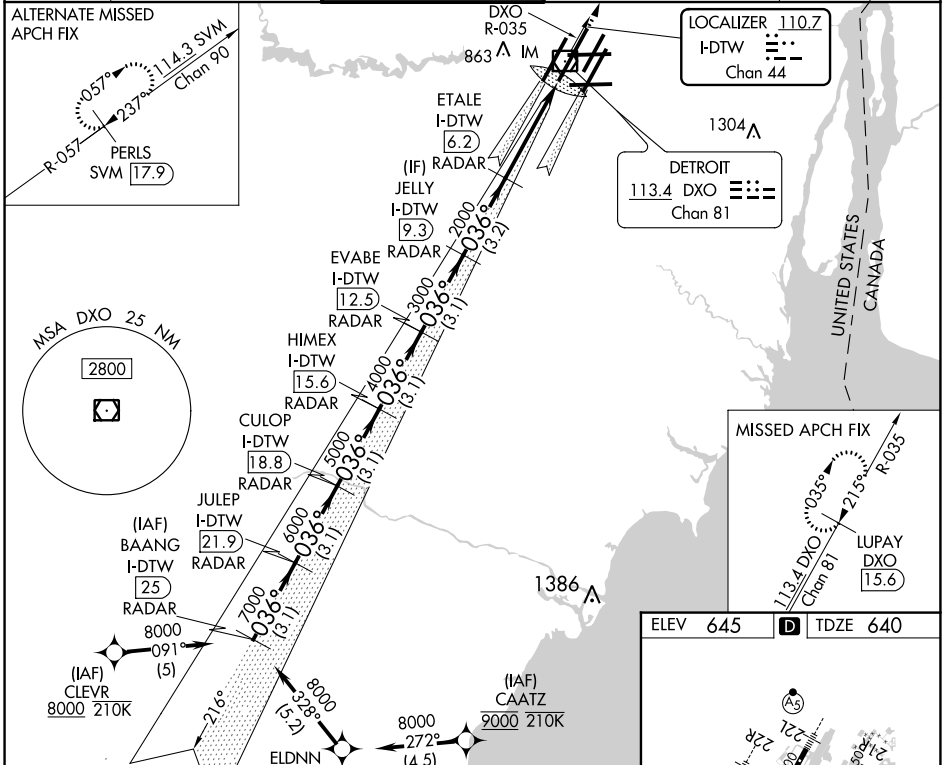 ALTERNATE MISSED
APCH FIX
057°
237°
114.3 SVM
Chan 90
R-057
PERLS
SVM 17.9
DXO
R-035
863
IM
LOCALIZER 110.7
I-DTW
Chan 44
1304
DETROIT
113.4 DXO
Chan 81
UNITED STATES
CANADA
ETALE
I-DTW
6.2
RADAR
(IF)
JELLY
I-DTW
9.3
RADAR
2000
036°
(3.2)
EVABE
I-DTW
12.5
RADAR
3000
036°
(3.1)
HIMEX
I-DTW
15.6
RADAR
4000
036°
(3.1)
CULOP
I-DTW
18.8
RADAR
5000
036°
(3.1)
JULEP
I-DTW
21.9
RADAR
6000
036°
(3.1)
(IAF)
BAANG
I-DTW
25
RADAR
7000
036°
(3.1)
MSA DXO 25 NM
2800
8000
091°
(5)
(IAF)
CLEVR
8000 210K
216°
8000
328°
(5.2)
ELDNN
8000
272°
(4.5)
(IAF)
CAATZ
9000 210K
1386
MISSED APCH FIX
035°
215°
R-035
113.4 DXO
Chan 81
LUPAY
DXO
15.6
ELEV 645
D
TDZE 640
A5
22R
22L